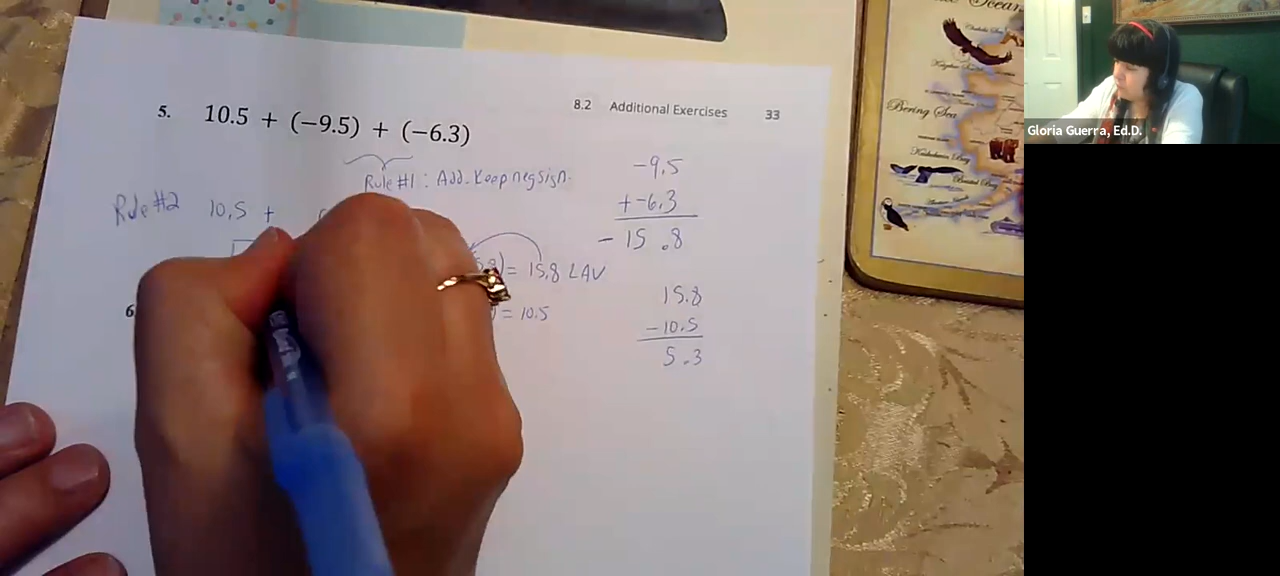 8.2 Additional Exercises 33
5. 10.5 + (−9.5) + (−6.3)
Rule #1 : Add. Keep neg sign.
Rule #2 10.5 +
= 15.8 LAV
= 10.5
6
−9.5
+−6.3
− 15 .8
15.8
−10.5
5.3
Bering Sea
Gloria Guerra, Ed.D.